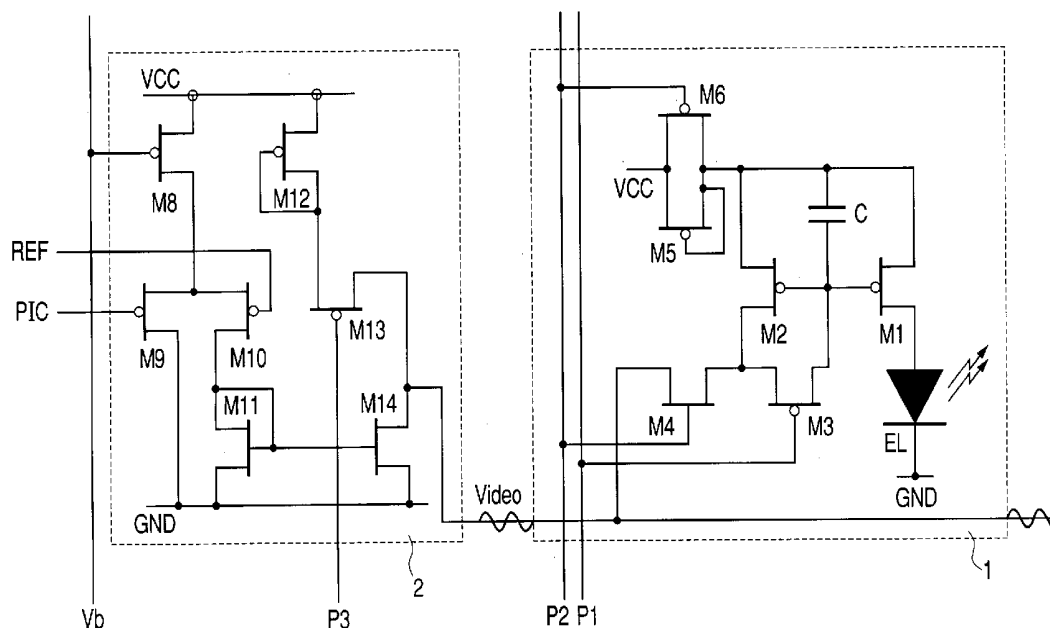 VCC
M8
M12
REF
PIC
M9
M10
M13
M11
M14
GND
Video
2
Vb
P3
M6
VCC
M5
C
M2
M1
M4
M3
EL
GND
1
P2
P1